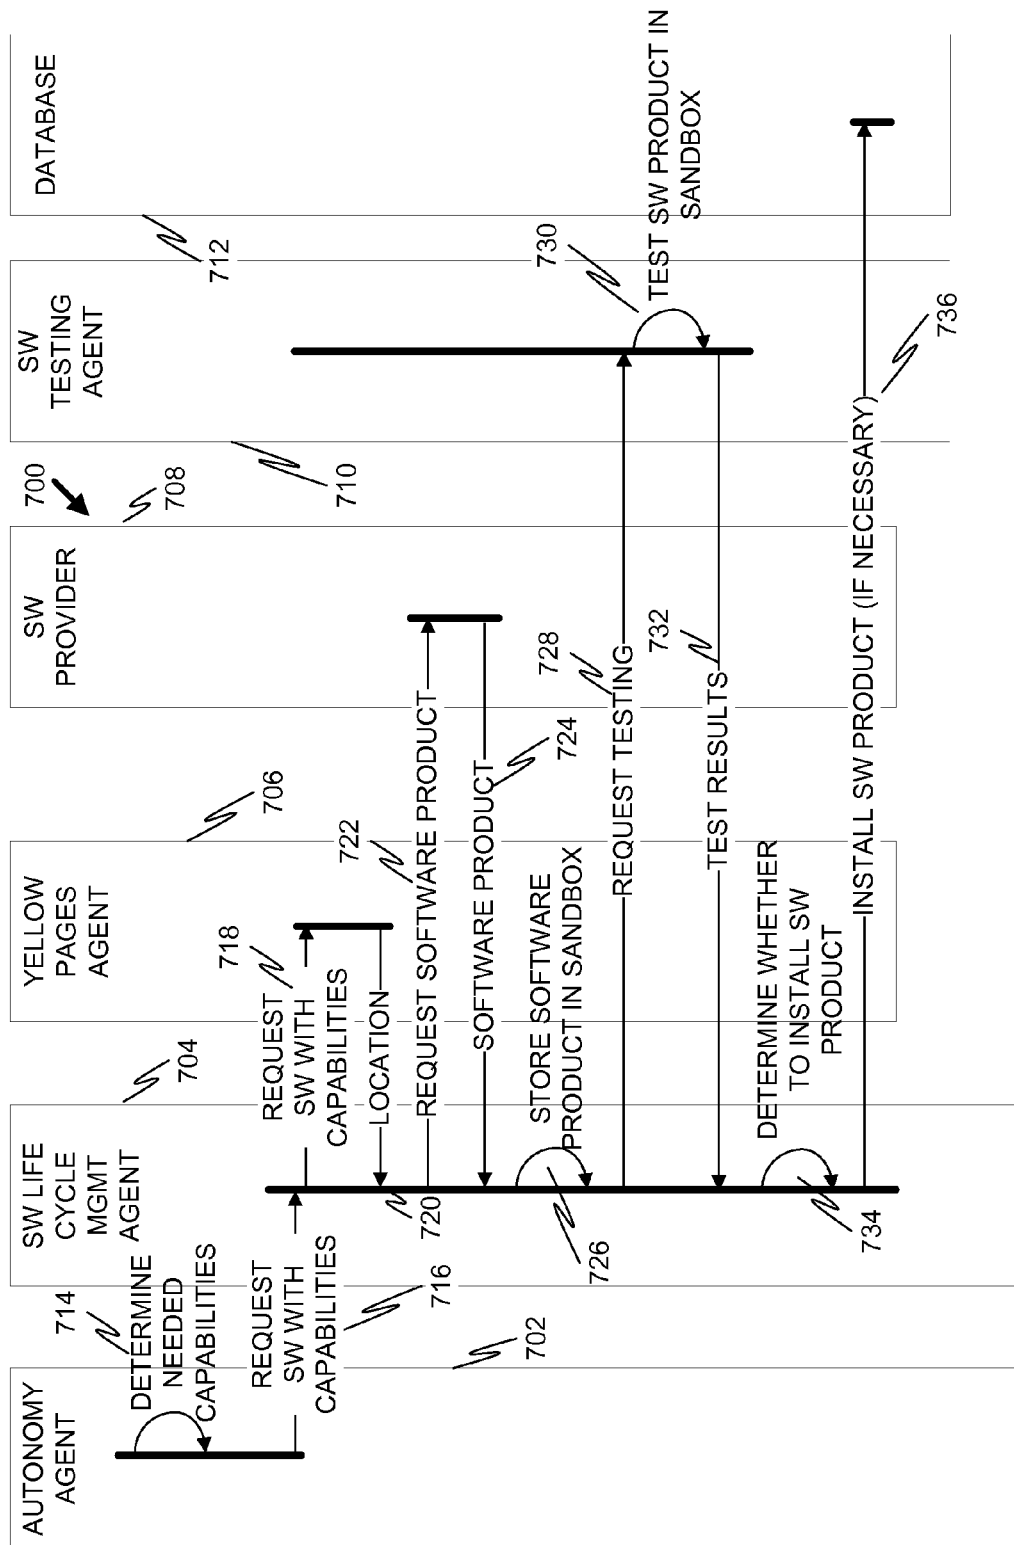 AUTONOMY
AGENT
SW LIFE
CYCLE
MGMT
AGENT
YELLOW
PAGES
AGENT
SW
PROVIDER
SW
TESTING
AGENT
DATABASE
700
702
704
706
708
710
712
714
DETERMINE
NEEDED
CAPABILITIES
716
REQUEST
SW WITH
CAPABILITIES
718
REQUEST
SW WITH
CAPABILITIES
LOCATION
720
722
REQUEST SOFTWARE PRODUCT
SOFTWARE PRODUCT
724
STORE SOFTWARE
PRODUCT IN SANDBOX
726
728
REQUEST TESTING
730
TEST SW PRODUCT IN
SANDBOX
732
TEST RESULTS
DETERMINE WHETHER
TO INSTALL SW
PRODUCT
734
INSTALL SW PRODUCT (IF NECESSARY)
736